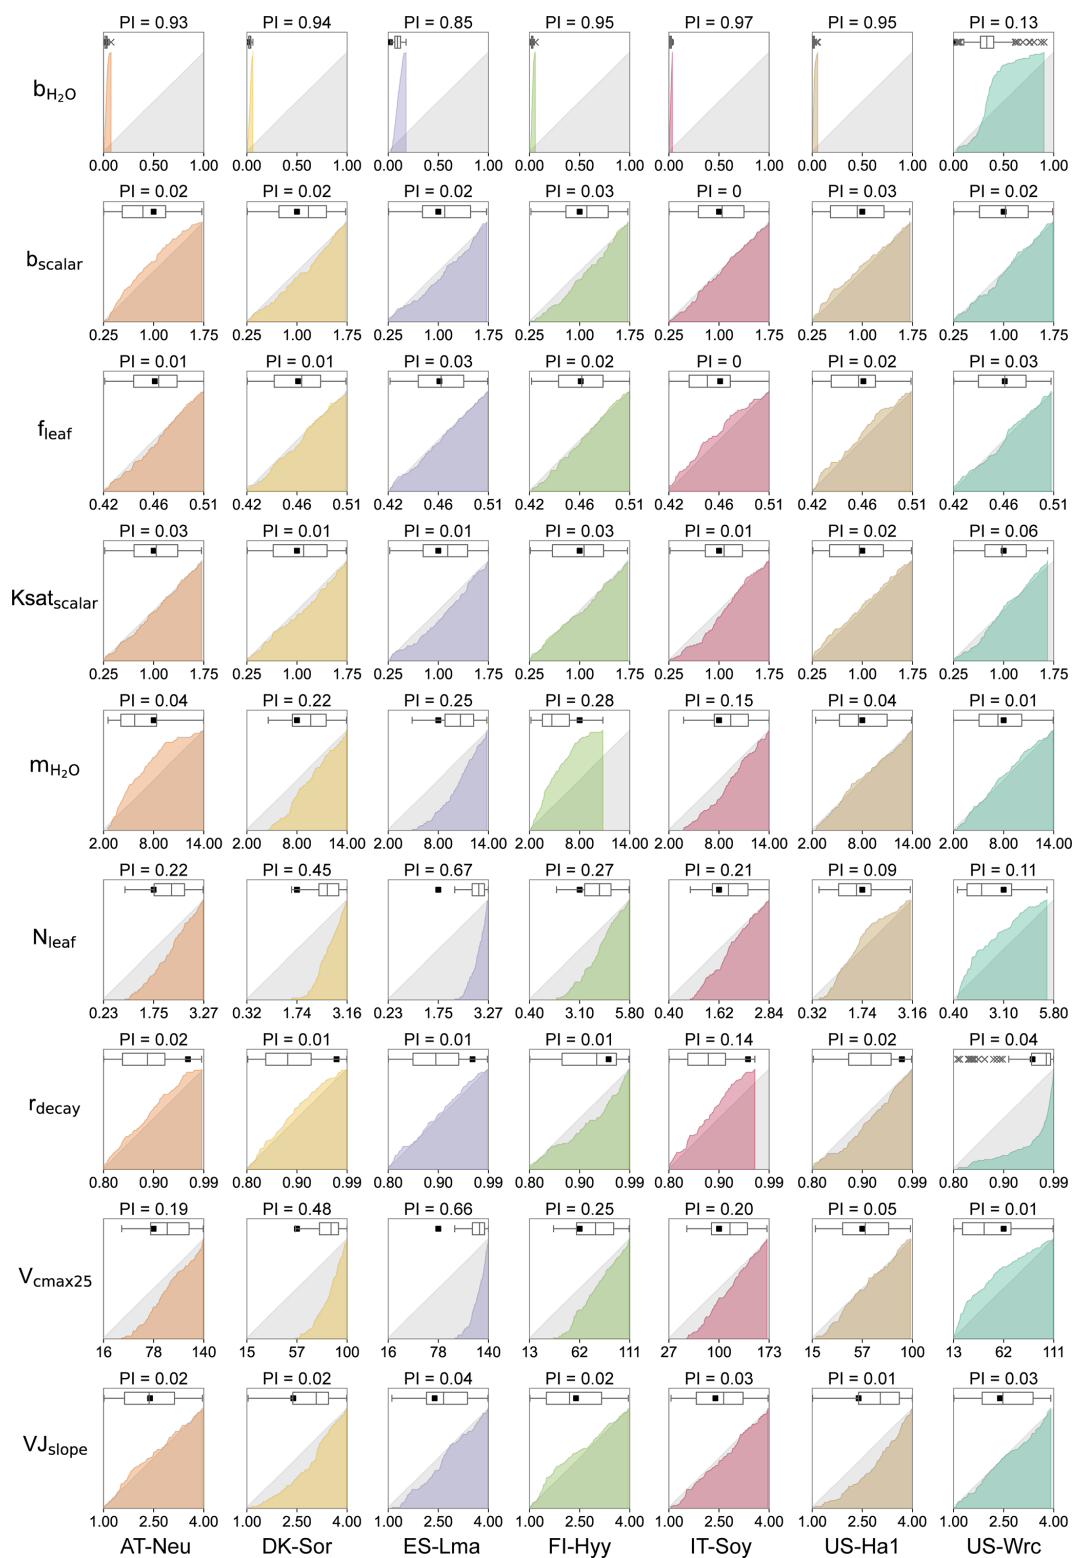 PI = 0.93 PI = 0.94 PI = 0.85 PI = 0.95 PI = 0.97 PI = 0.95 PI = 0.13
bH2O
0.00 0.50 1.00 0.00 0.50 1.00 0.00 0.50 1.00 0.00 0.50 1.00 0.00 0.50 1.00 0.00 0.50 1.00 0.00 0.50 1.00
PI = 0.02 PI = 0.02 PI = 0.02 PI = 0.03 PI = 0 PI = 0.03 PI = 0.02
bscalar
0.25 1.00 1.75 0.25 1.00 1.75 0.25 1.00 1.75 0.25 1.00 1.75 0.25 1.00 1.75 0.25 1.00 1.75 0.25 1.00 1.75
PI = 0.01 PI = 0.01 PI = 0.03 PI = 0.02 PI = 0 PI = 0.02 PI = 0.03
fleaf
0.42 0.46 0.51 0.42 0.46 0.51 0.42 0.46 0.51 0.42 0.46 0.51 0.42 0.46 0.51 0.42 0.46 0.51 0.42 0.46 0.51
PI = 0.03 PI = 0.01 PI = 0.01 PI = 0.03 PI = 0.01 PI = 0.02 PI = 0.06
Ksatscalar
0.25 1.00 1.75 0.25 1.00 1.75 0.25 1.00 1.75 0.25 1.00 1.75 0.25 1.00 1.75 0.25 1.00 1.75 0.25 1.00 1.75
PI = 0.04 PI = 0.22 PI = 0.25 PI = 0.28 PI = 0.15 PI = 0.04 PI = 0.01
mH2O
2.00 8.00 14.00 2.00 8.00 14.00 2.00 8.00 14.00 2.00 8.00 14.00 2.00 8.00 14.00 2.00 8.00 14.00 2.00 8.00 14.00
PI = 0.22 PI = 0.45 PI = 0.67 PI = 0.27 PI = 0.21 PI = 0.09 PI = 0.11
Nleaf
0.23 1.75 3.27 0.32 1.74 3.16 0.23 1.75 3.27 0.40 3.10 5.80 0.40 1.62 2.84 0.32 1.74 3.16 0.40 3.10 5.80
PI = 0.02 PI = 0.01 PI = 0.01 PI = 0.01 PI = 0.14 PI = 0.02 PI = 0.04
rdecay
0.80 0.90 0.99 0.80 0.90 0.99 0.80 0.90 0.99 0.80 0.90 0.99 0.80 0.90 0.99 0.80 0.90 0.99 0.80 0.90 0.99
PI = 0.19 PI = 0.48 PI = 0.66 PI = 0.25 PI = 0.20 PI = 0.05 PI = 0.01
Vcmax25
16 78 140 15 57 100 16 78 140 13 62 111 27 100 173 15 57 100 13 62 111
PI = 0.02 PI = 0.02 PI = 0.04 PI = 0.02 PI = 0.03 PI = 0.01 PI = 0.03
VJslope
1.00 2.50 4.00 1.00 2.50 4.00 1.00 2.50 4.00 1.00 2.50 4.00 1.00 2.50 4.00 1.00 2.50 4.00 1.00 2.50 4.00
AT-Neu DK-Sor ES-Lma FI-Hyy IT-Soy US-Ha1 US-Wrc